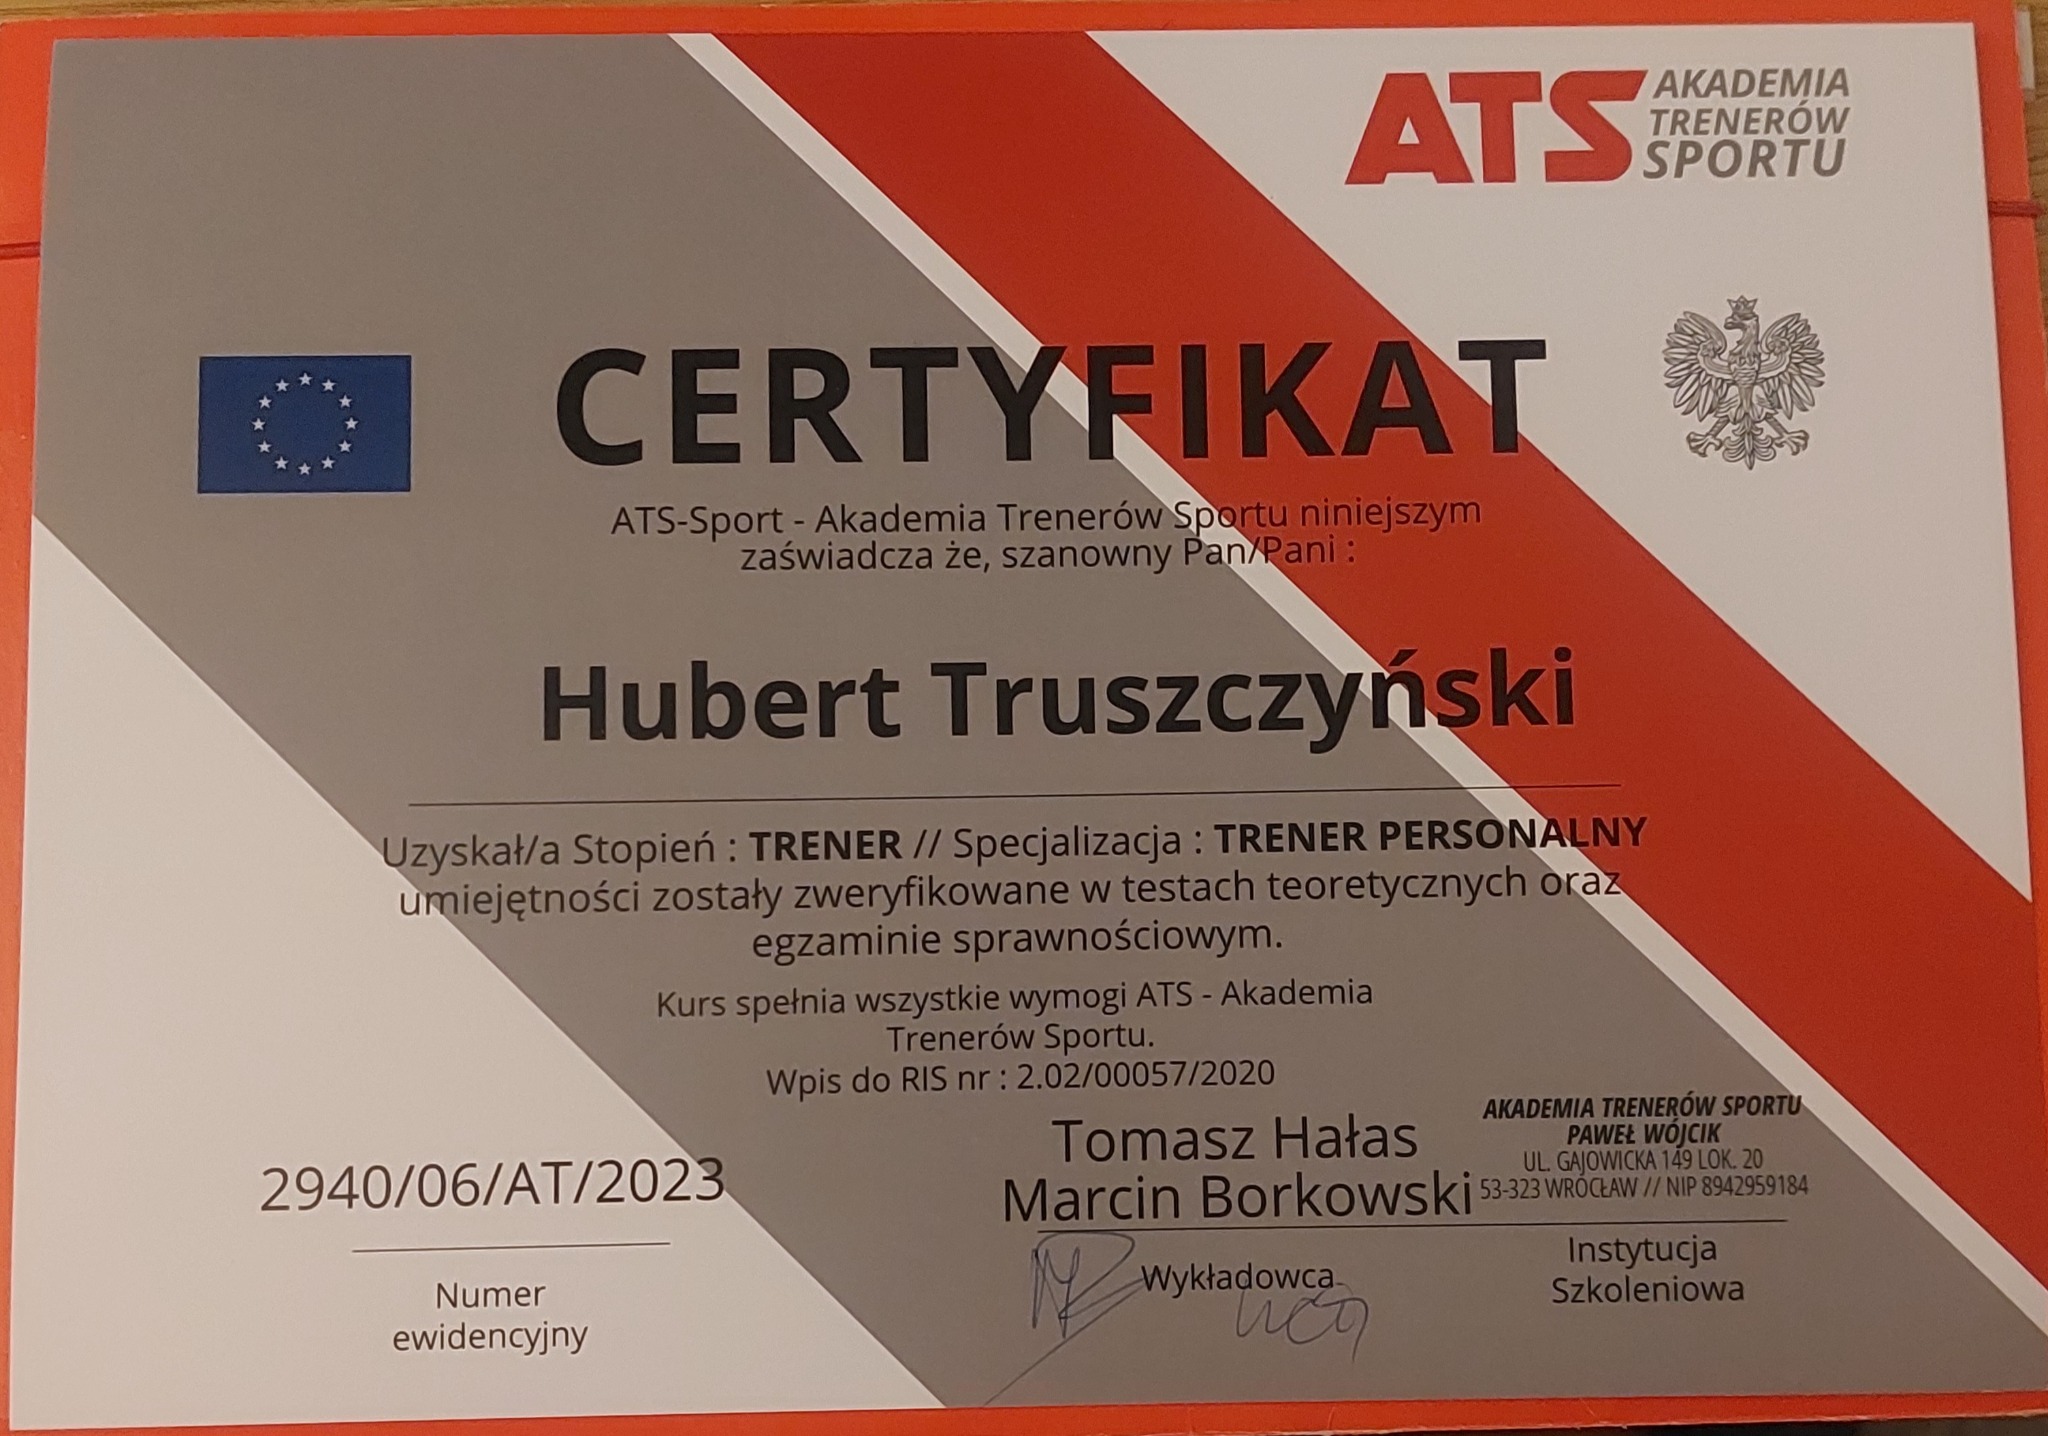 ATS AKADEMIA
TRENERÓW
SPORTU
CERTYFIKAT
ATS-Sport - Akademia Trenerów Sportu niniejszym
zaświadcza że, szanowny Pan/Pani :
Hubert Truszczyński
Uzyskał/a Stopień : TRENER // Specjalizacja : TRENER PERSONALNY
umiejętności zostały zweryfikowane w testach teoretycznych oraz
egzaminie sprawnościowym.
Kurs spełnia wszystkie wymogi ATS - Akademia
Trenerów Sportu.
Wpis do RIS nr : 2.02/00057/2020
2940/06/AT/2023
Numer
ewidencyjny
Tomasz Hałas
Marcin Borkowski
Wykładowca
AKADEMIA TRENERÓW SPORTU
PAWEŁ WÓJCIK
UL. GAJOWICKA 149 LOK. 20
53-323 WROCŁAW // NIP 8942959184
Instytucja
Szkoleniowa